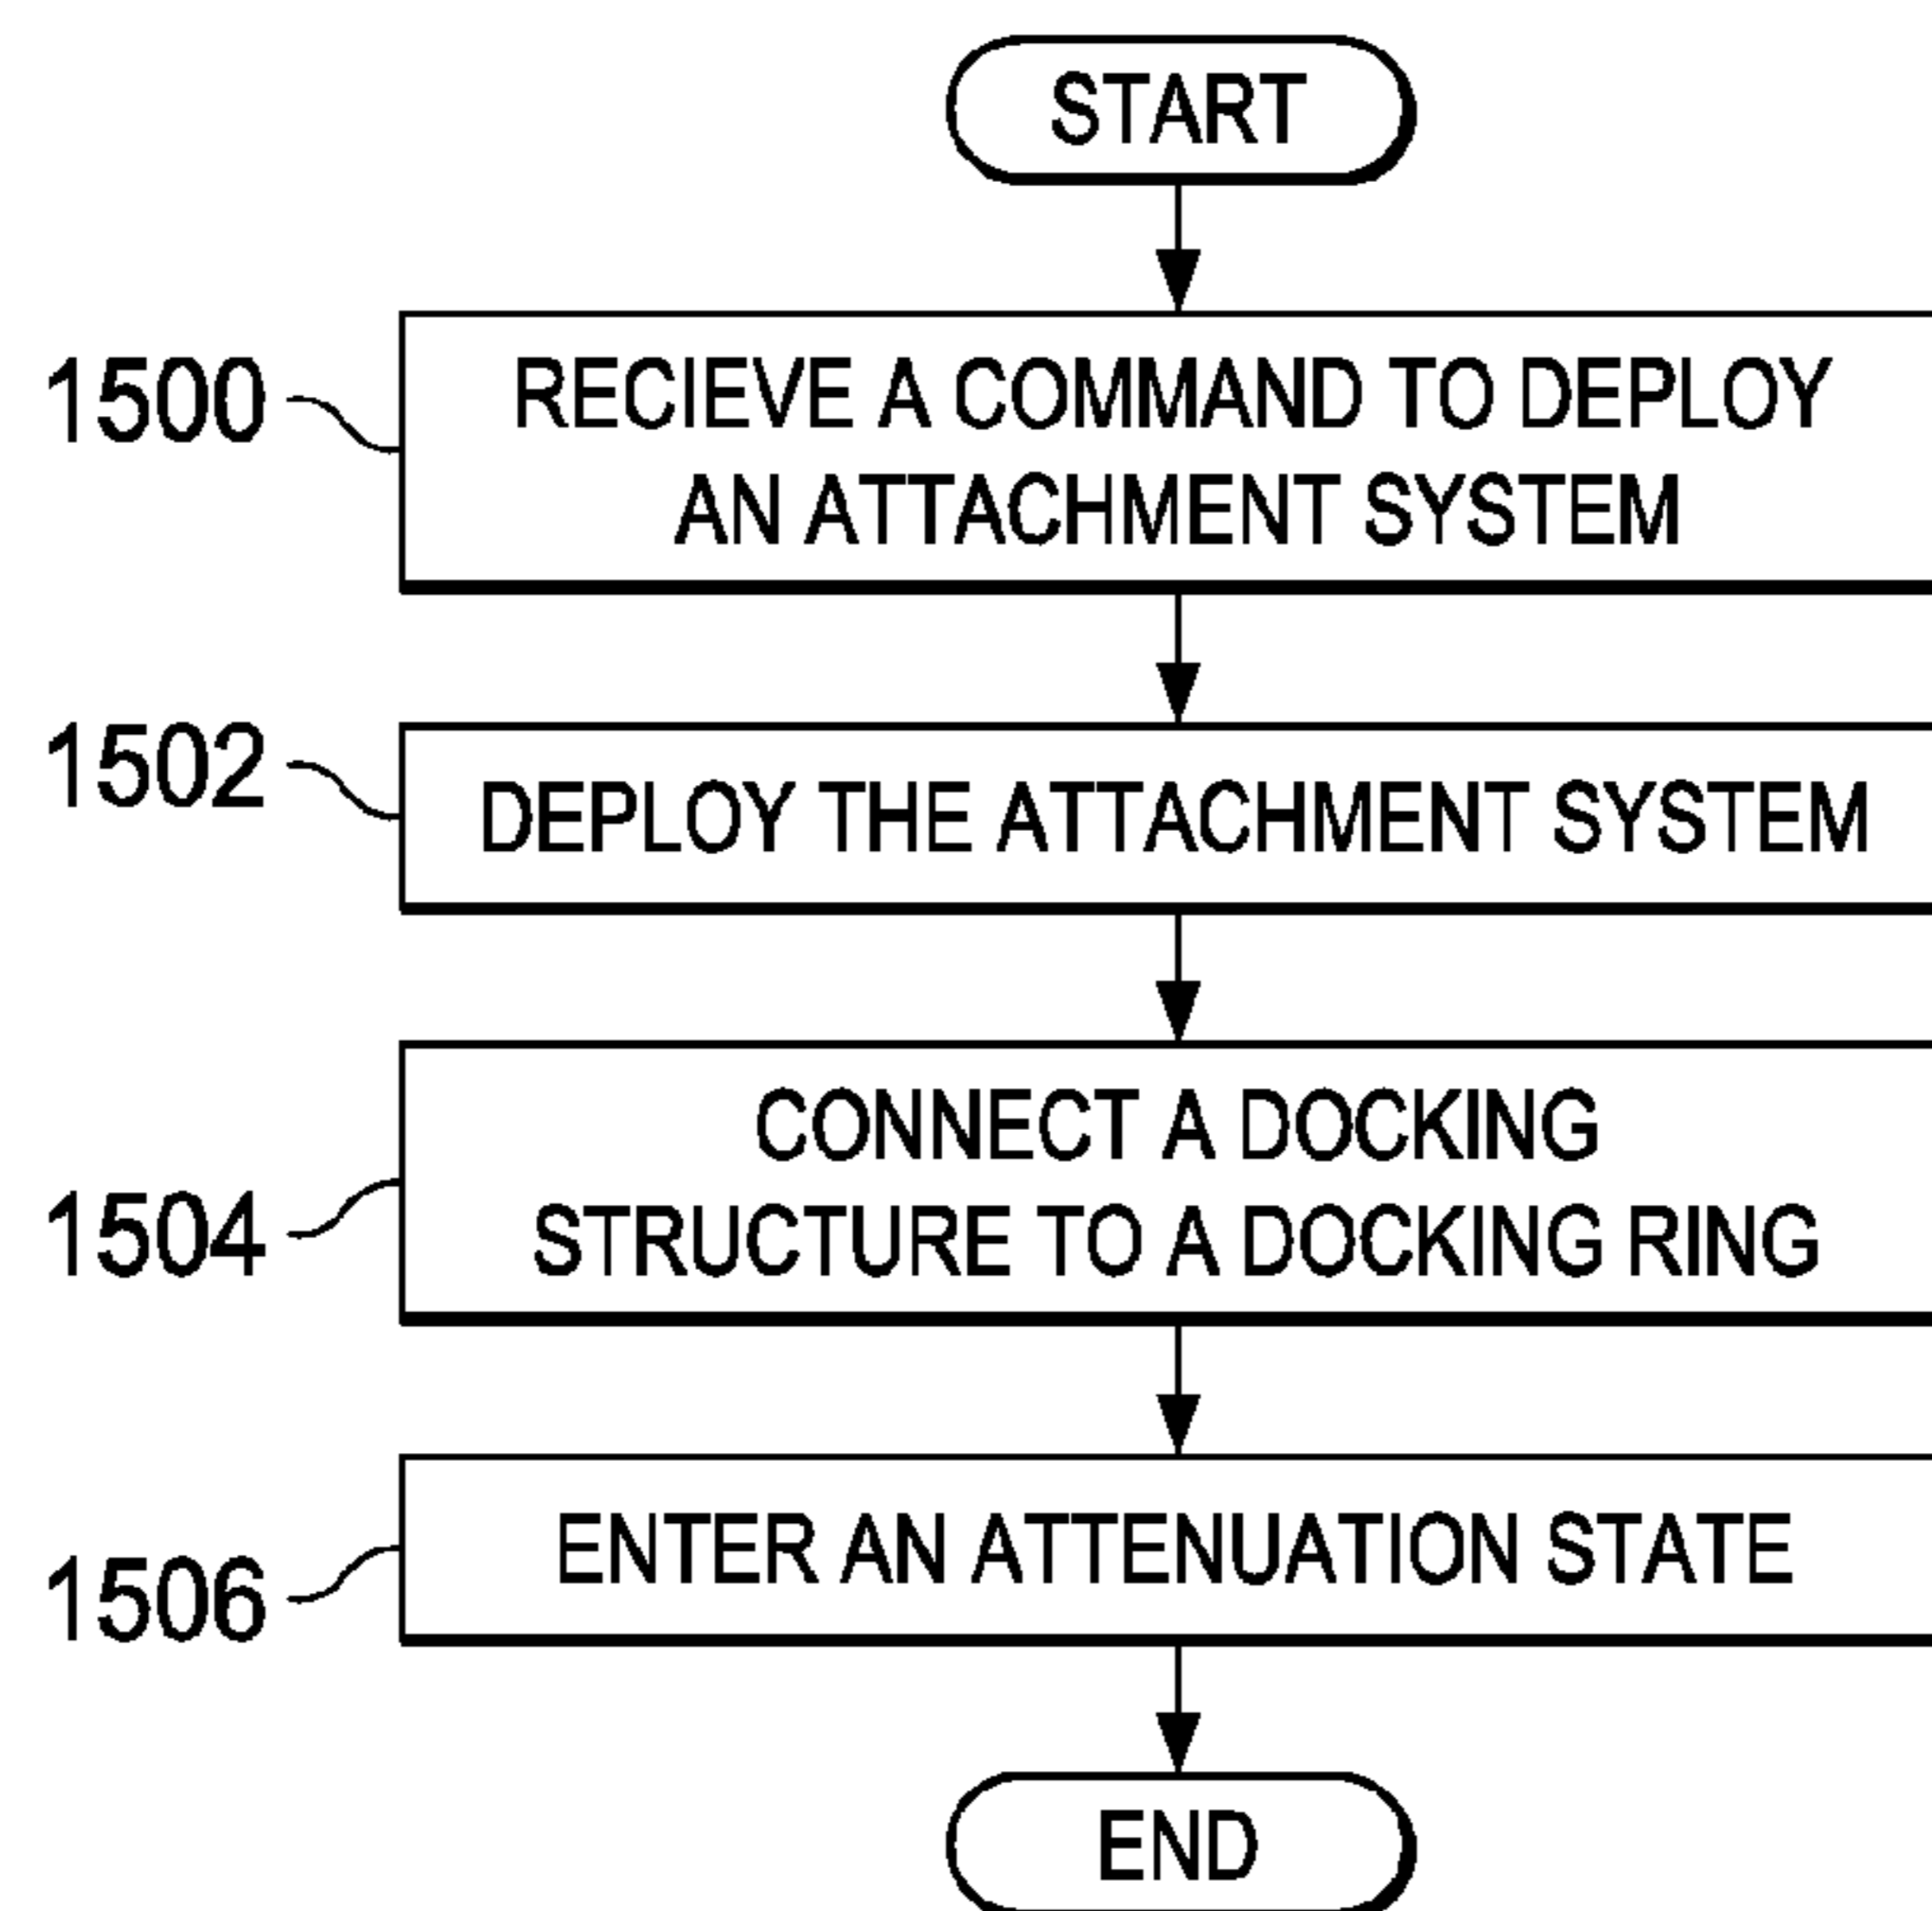 START
1500
RECIEVE A COMMAND TO DEPLOY
AN ATTACHMENT SYSTEM
1502
DEPLOY THE ATTACHMENT SYSTEM
1504
CONNECT A DOCKING
STRUCTURE TO A DOCKING RING
1506
ENTER AN ATTENUATION STATE
END